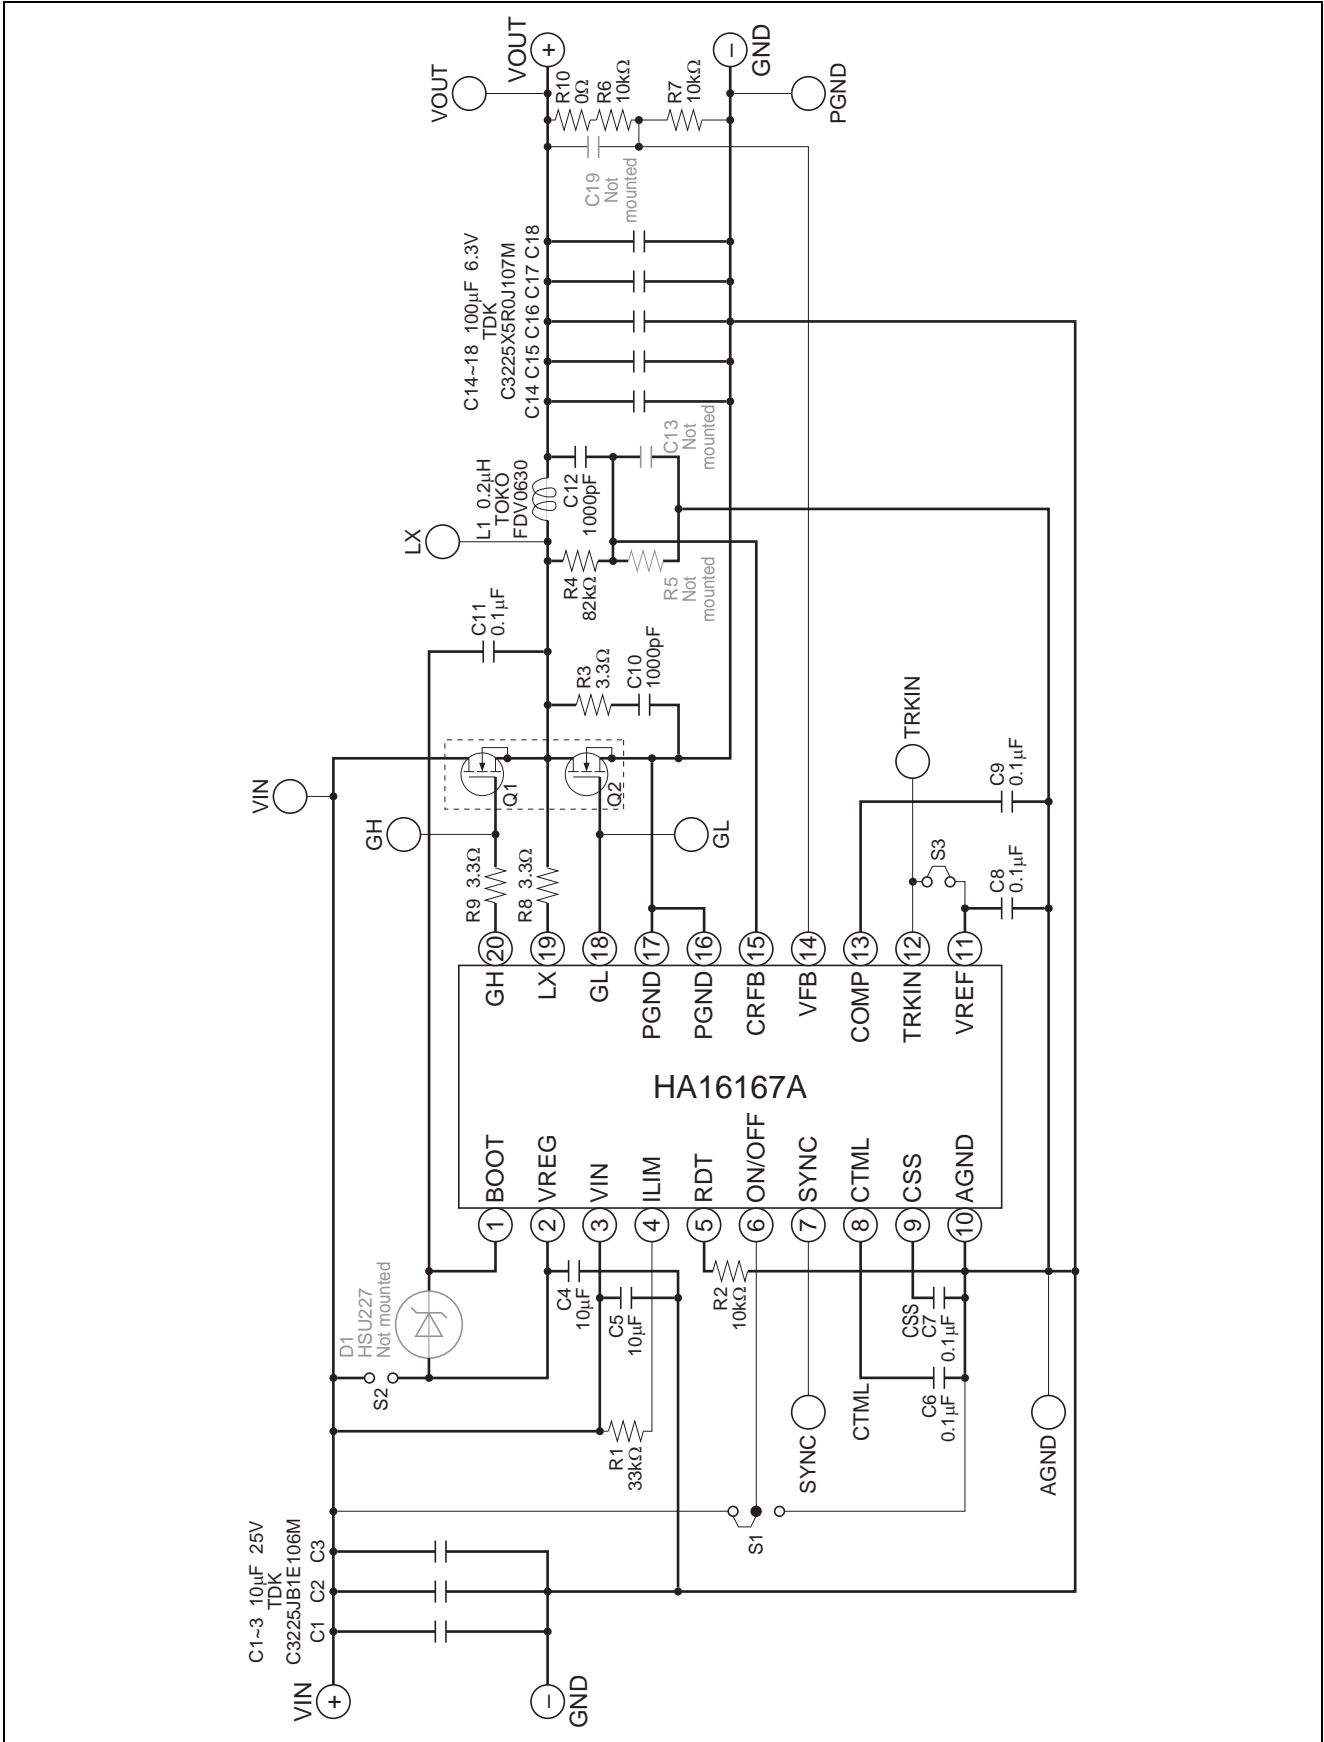 VIN
GND
C1~3 10μF 25V
TDK
C3225JB1E106M
C1 C2 C3
S1
R1
33kΩ
S2
D1
HSU227
Not mounted
C4
10μF
C5
10μF
R2
10kΩ
SYNC
CTML
C6
0.1μF
CSS
C7
0.1μF
AGND
1 BOOT
2 VREG
3 VIN
4 ILIM
5 RDT
6 ON/OFF
7 SYNC
8 CTML
9 CSS
10 AGND
HA16167A
GH 20
LX 19
GL 18
PGND 17
PGND 16
CRFB 15
VFB 14
COMP 13
TRKIN 12
VREF 11
R9 3.3Ω
R8 3.3Ω
GH
GL
VIN
Q1
Q2
S3
C8
0.1μF
C9
0.1μF
TRKIN
R3
3.3Ω
C10
1000pF
C11
0.1μF
LX
R4
82kΩ
R5
Not
mounted
L1 0.2μH
TOKO
FDV0630
C12
1000pF
C13
Not
mounted
C14~18 100μF 6.3V
TDK
C3225X5R0J107M
C14 C15 C16 C17 C18
C19
Not
mounted
R10
0Ω
R6
10kΩ
R7
10kΩ
VOUT
VOUT
GND
PGND